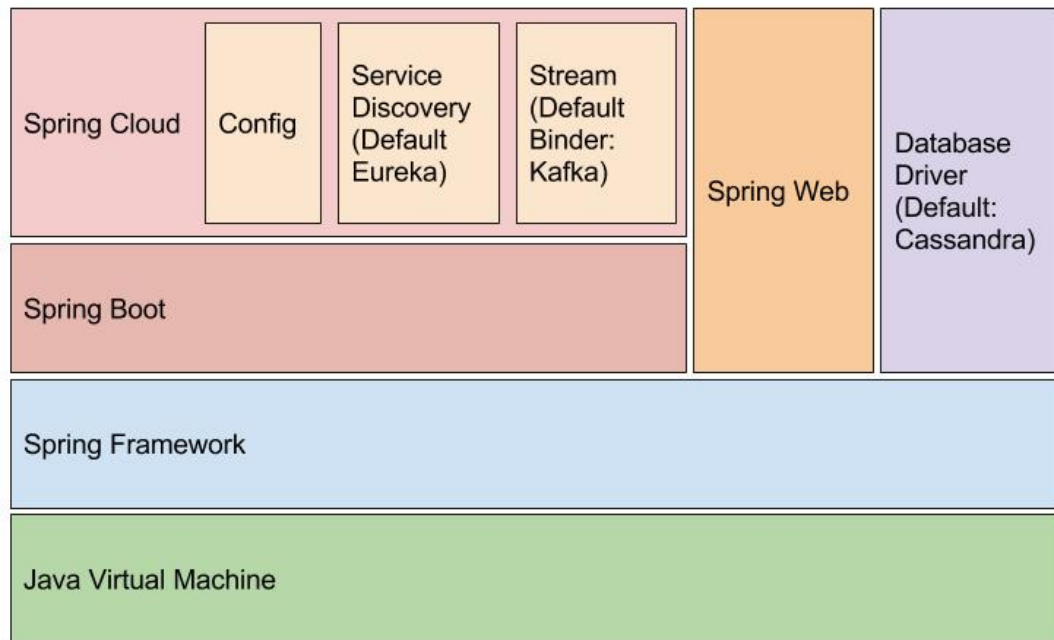 Spring Cloud
Config
Service
Discovery
(Default
Eureka)
Stream
(Default
Binder:
Kafka)
Spring Web
Database
Driver
(Default:
Cassandra)
Spring Boot
Spring Framework
Java Virtual Machine